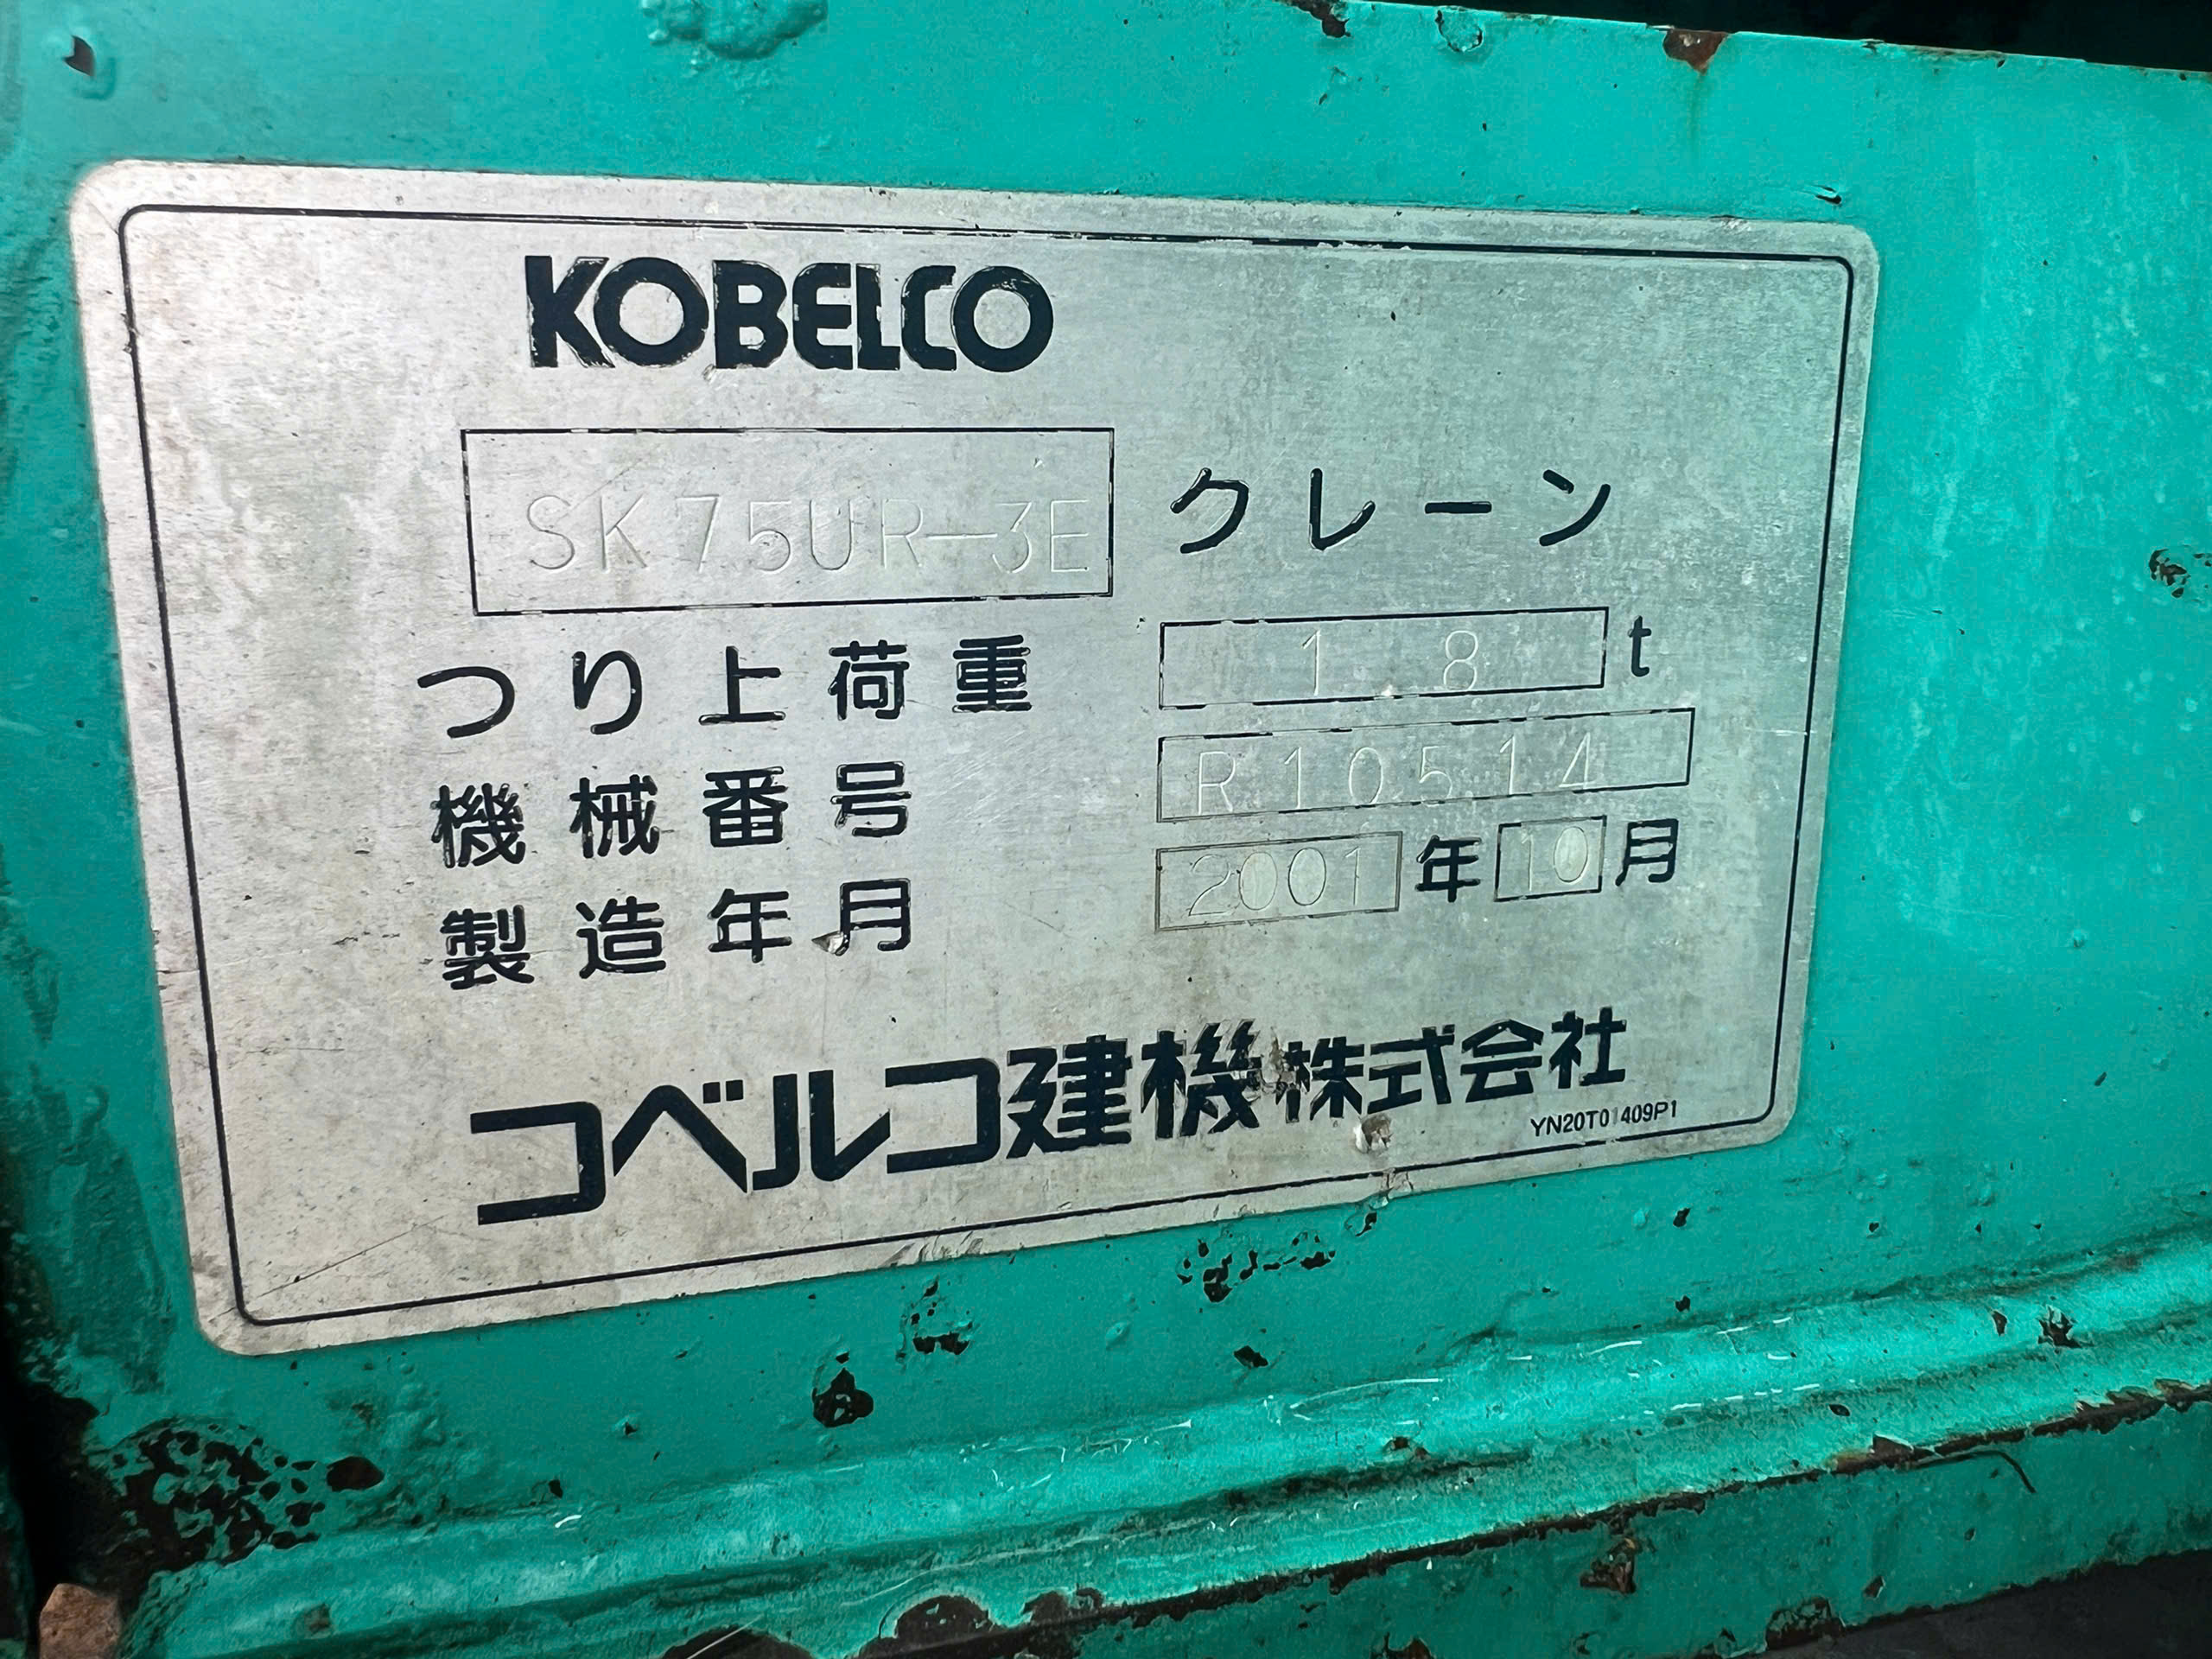 KOBELCO
SK75UR-3E クレーン
つり上荷重 1.8 t
機械番号 R10514
製造年月 2001 年 10 月
コベルコ建機株式会社
YN20T01409P1